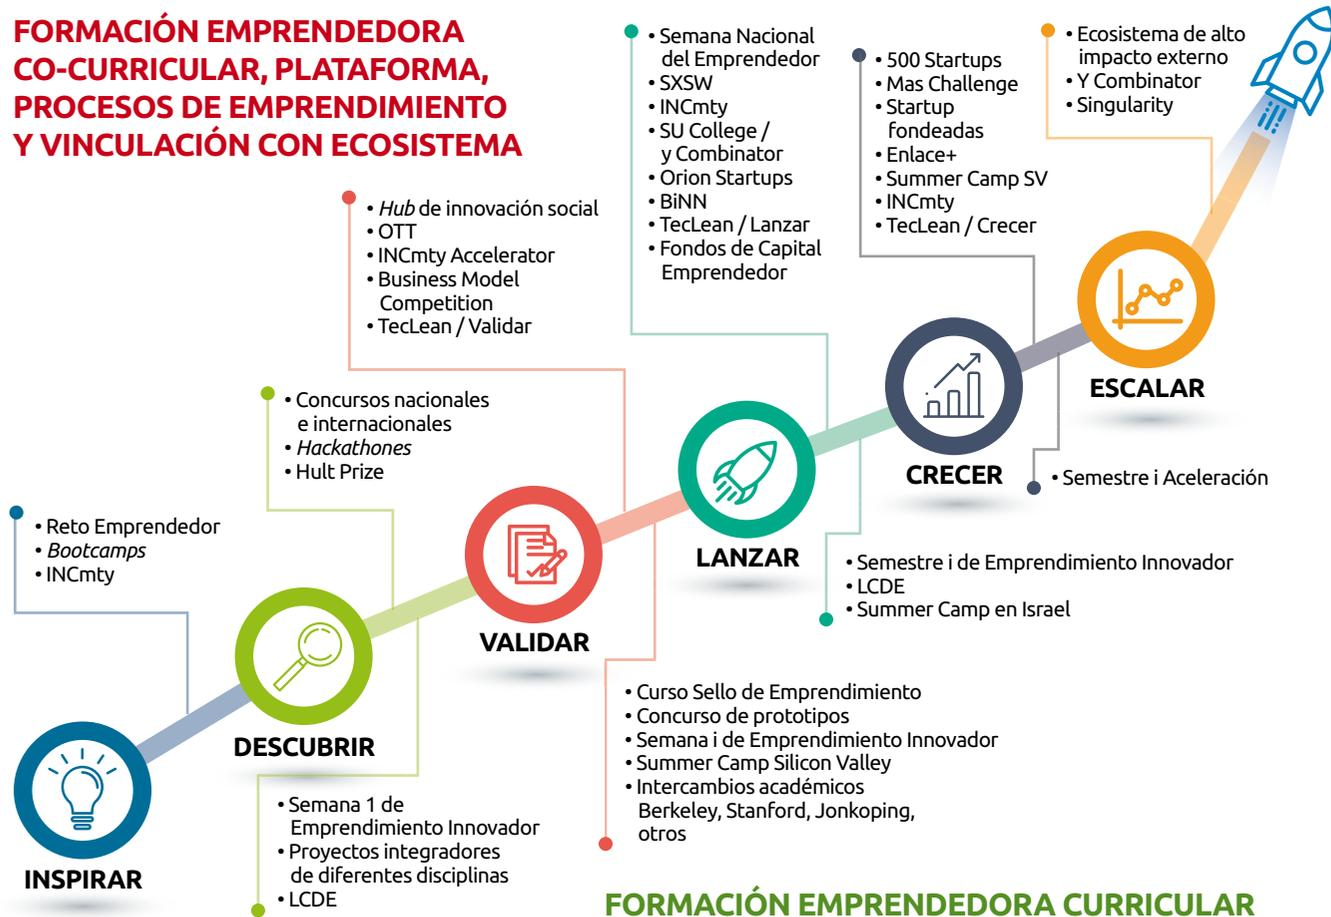 FORMACIÓN EMPRENDEDORA
CO-CURRICULAR, PLATAFORMA,
PROCESOS DE EMPRENDIMIENTO
Y VINCULACIÓN CON ECOSISTEMA
• Reto Emprendedor
• Bootcamps
• INCmty
INSPIRAR
• Concursos nacionales
e internacionales
• Hackathones
• Hult Prize
DESCUBRIR
• Semana 1 de
Emprendimiento Innovador
• Proyectos integradores
de diferentes disciplinas
• LCDE
• Hub de innovación social
• OTT
• INCmty Accelerator
• Business Model
Competition
• TecLean / Validar
VALIDAR
• Curso Sello de Emprendimiento
• Concurso de prototipos
• Semana i de Emprendimiento Innovador
• Summer Camp Silicon Valley
• Intercambios académicos
Berkeley, Stanford, Jonkoping,
otros
• Semana Nacional
del Emprendedor
• SXSW
• INCmty
• SU College /
y Combinator
• Orion Startups
• BiNN
• TecLean / Lanzar
• Fondos de Capital
Emprendedor
LANZAR
• Semestre i de Emprendimiento Innovador
• LCDE
• Summer Camp en Israel
• 500 Startups
• Mas Challenge
• Startup
fondeadas
• Enlace+
• Summer Camp SV
• INCmty
• TecLean / Crecer
CRECER
• Semestre i Aceleración
• Ecosistema de alto
impacto externo
• Y Combinator
• Singularity
ESCALAR
FORMACIÓN EMPRENDEDORA CURRICULAR